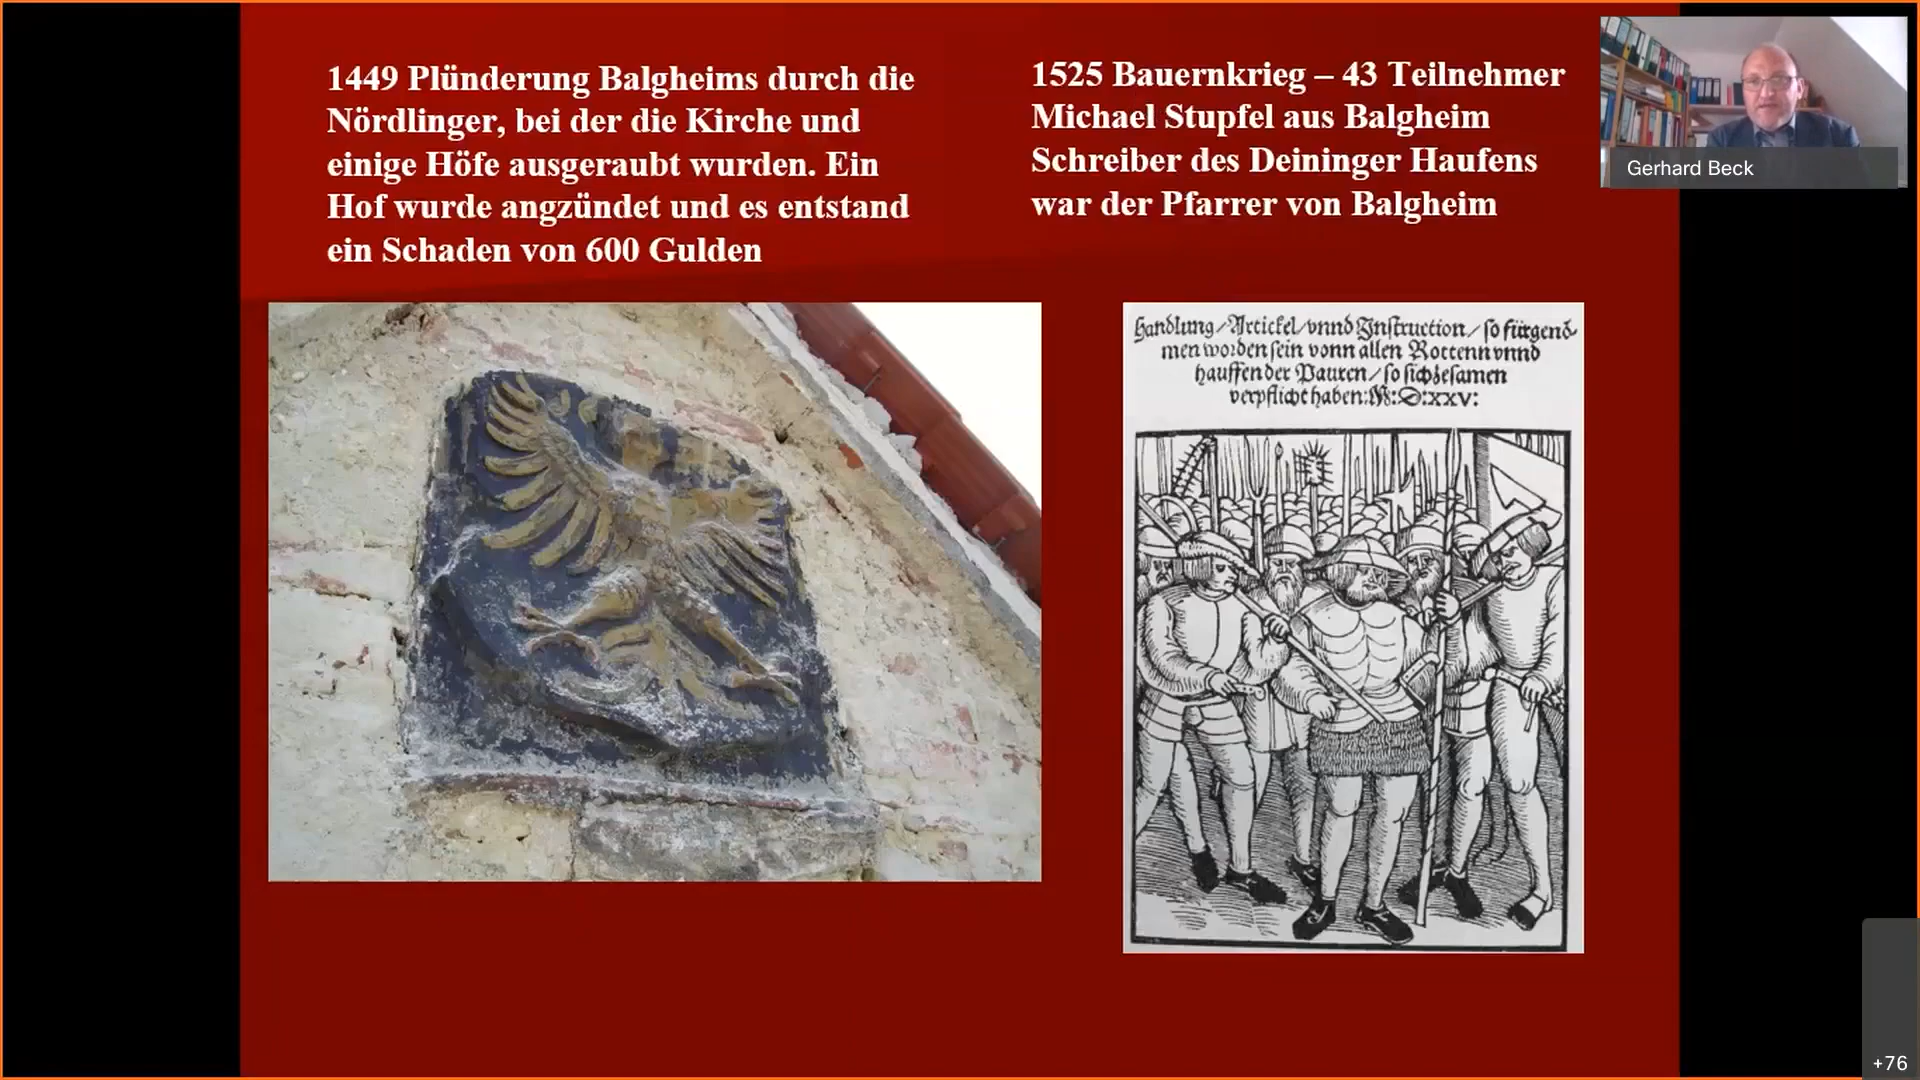 1449 Plünderung Balgheims durch die
Nördlinger, bei der die Kirche und
einige Höfe ausgeraubt wurden. Ein
Hof wurde angzündet und es entstand
ein Schaden von 600 Gulden
1525 Bauernkrieg – 43 Teilnehmer
Michael Stupfel aus Balgheim
Schreiber des Deininger Haufens
war der Pfarrer von Balgheim
Gerhard Beck
Handlung/Artickel/vnnd Instruction/so fürgend-
men worden sein vonn allen Rottenn vnnd
hauffen der Pauren/so sich zesamen
verpflicht haben: M:D:xxv:
+76